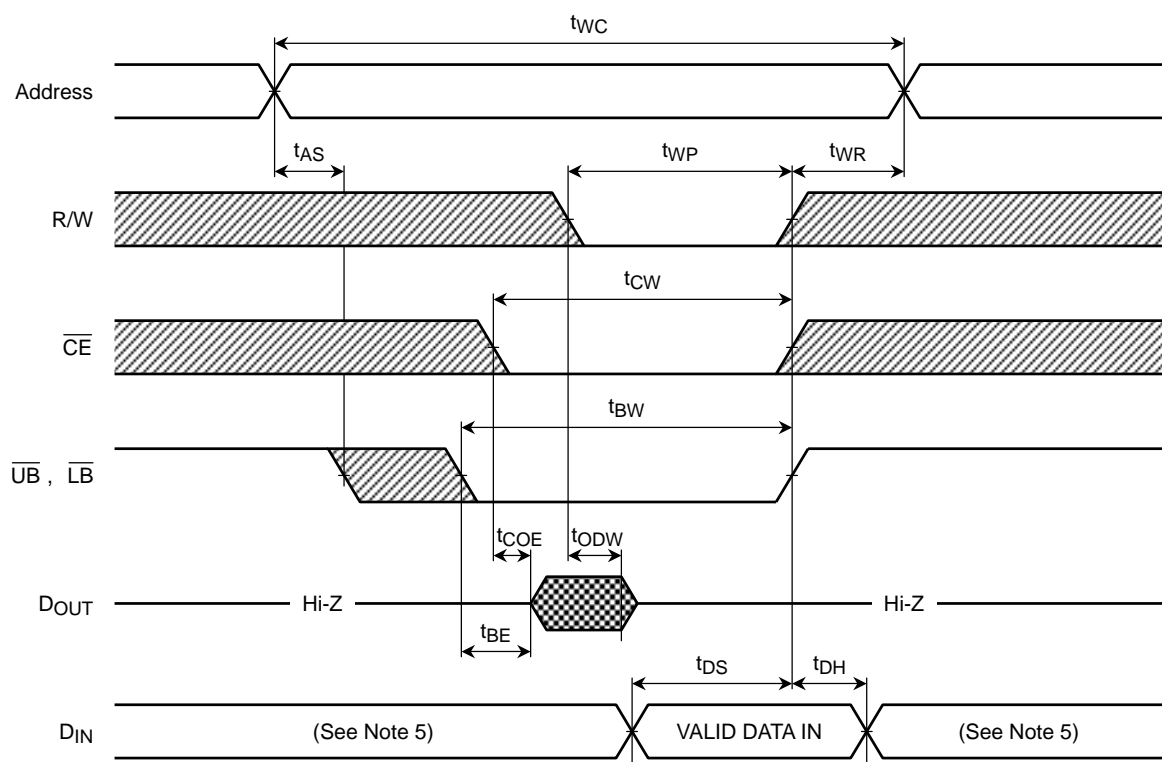 tWC
Address
tAS
tWP
tWR
R/W
tCW
CE
tBW
UB , LB
tCOE
tODW
DOUT
Hi-Z
Hi-Z
tBE
tDS
tDH
DIN
(See Note 5)
VALID DATA IN
(See Note 5)